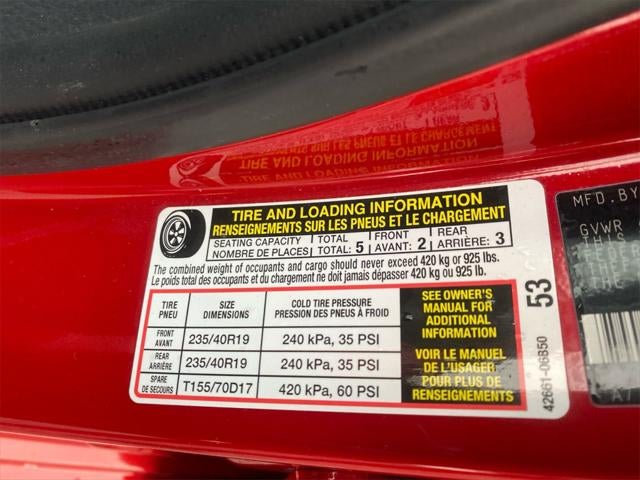 TIRE AND LOADING INFORMATION
RENSEIGNEMENTS SUR LES PNEUS ET LE CHARGEMENT
SEATING CAPACITY TOTAL FRONT REAR
NOMBRE DE PLACES TOTAL: 5 AVANT: 2 ARRIÈRE: 3
The combined weight of occupants and cargo should never exceed 420 kg or 925 lbs.
Le poids total des occupants et du chargement ne doit jamais dépasser 420 kg ou 925 lb.
TIRE SIZE COLD TIRE PRESSURE
PNEU DIMENSIONS PRESSION DES PNEUS À FROID
FRONT
AVANT 235/40R19 240 kPa, 35 PSI
REAR
ARRIÈRE 235/40R19 240 kPa, 35 PSI
SPARE
DE SECOURS T155/70D17 420 kPa, 60 PSI
SEE OWNER'S
MANUAL FOR
ADDITIONAL
INFORMATION
VOIR LE MANUEL
DE L'USAGER
POUR PLUS DE
RENSEIGNEMENTS
53
42661-06B50
MFD.BY
GVWR